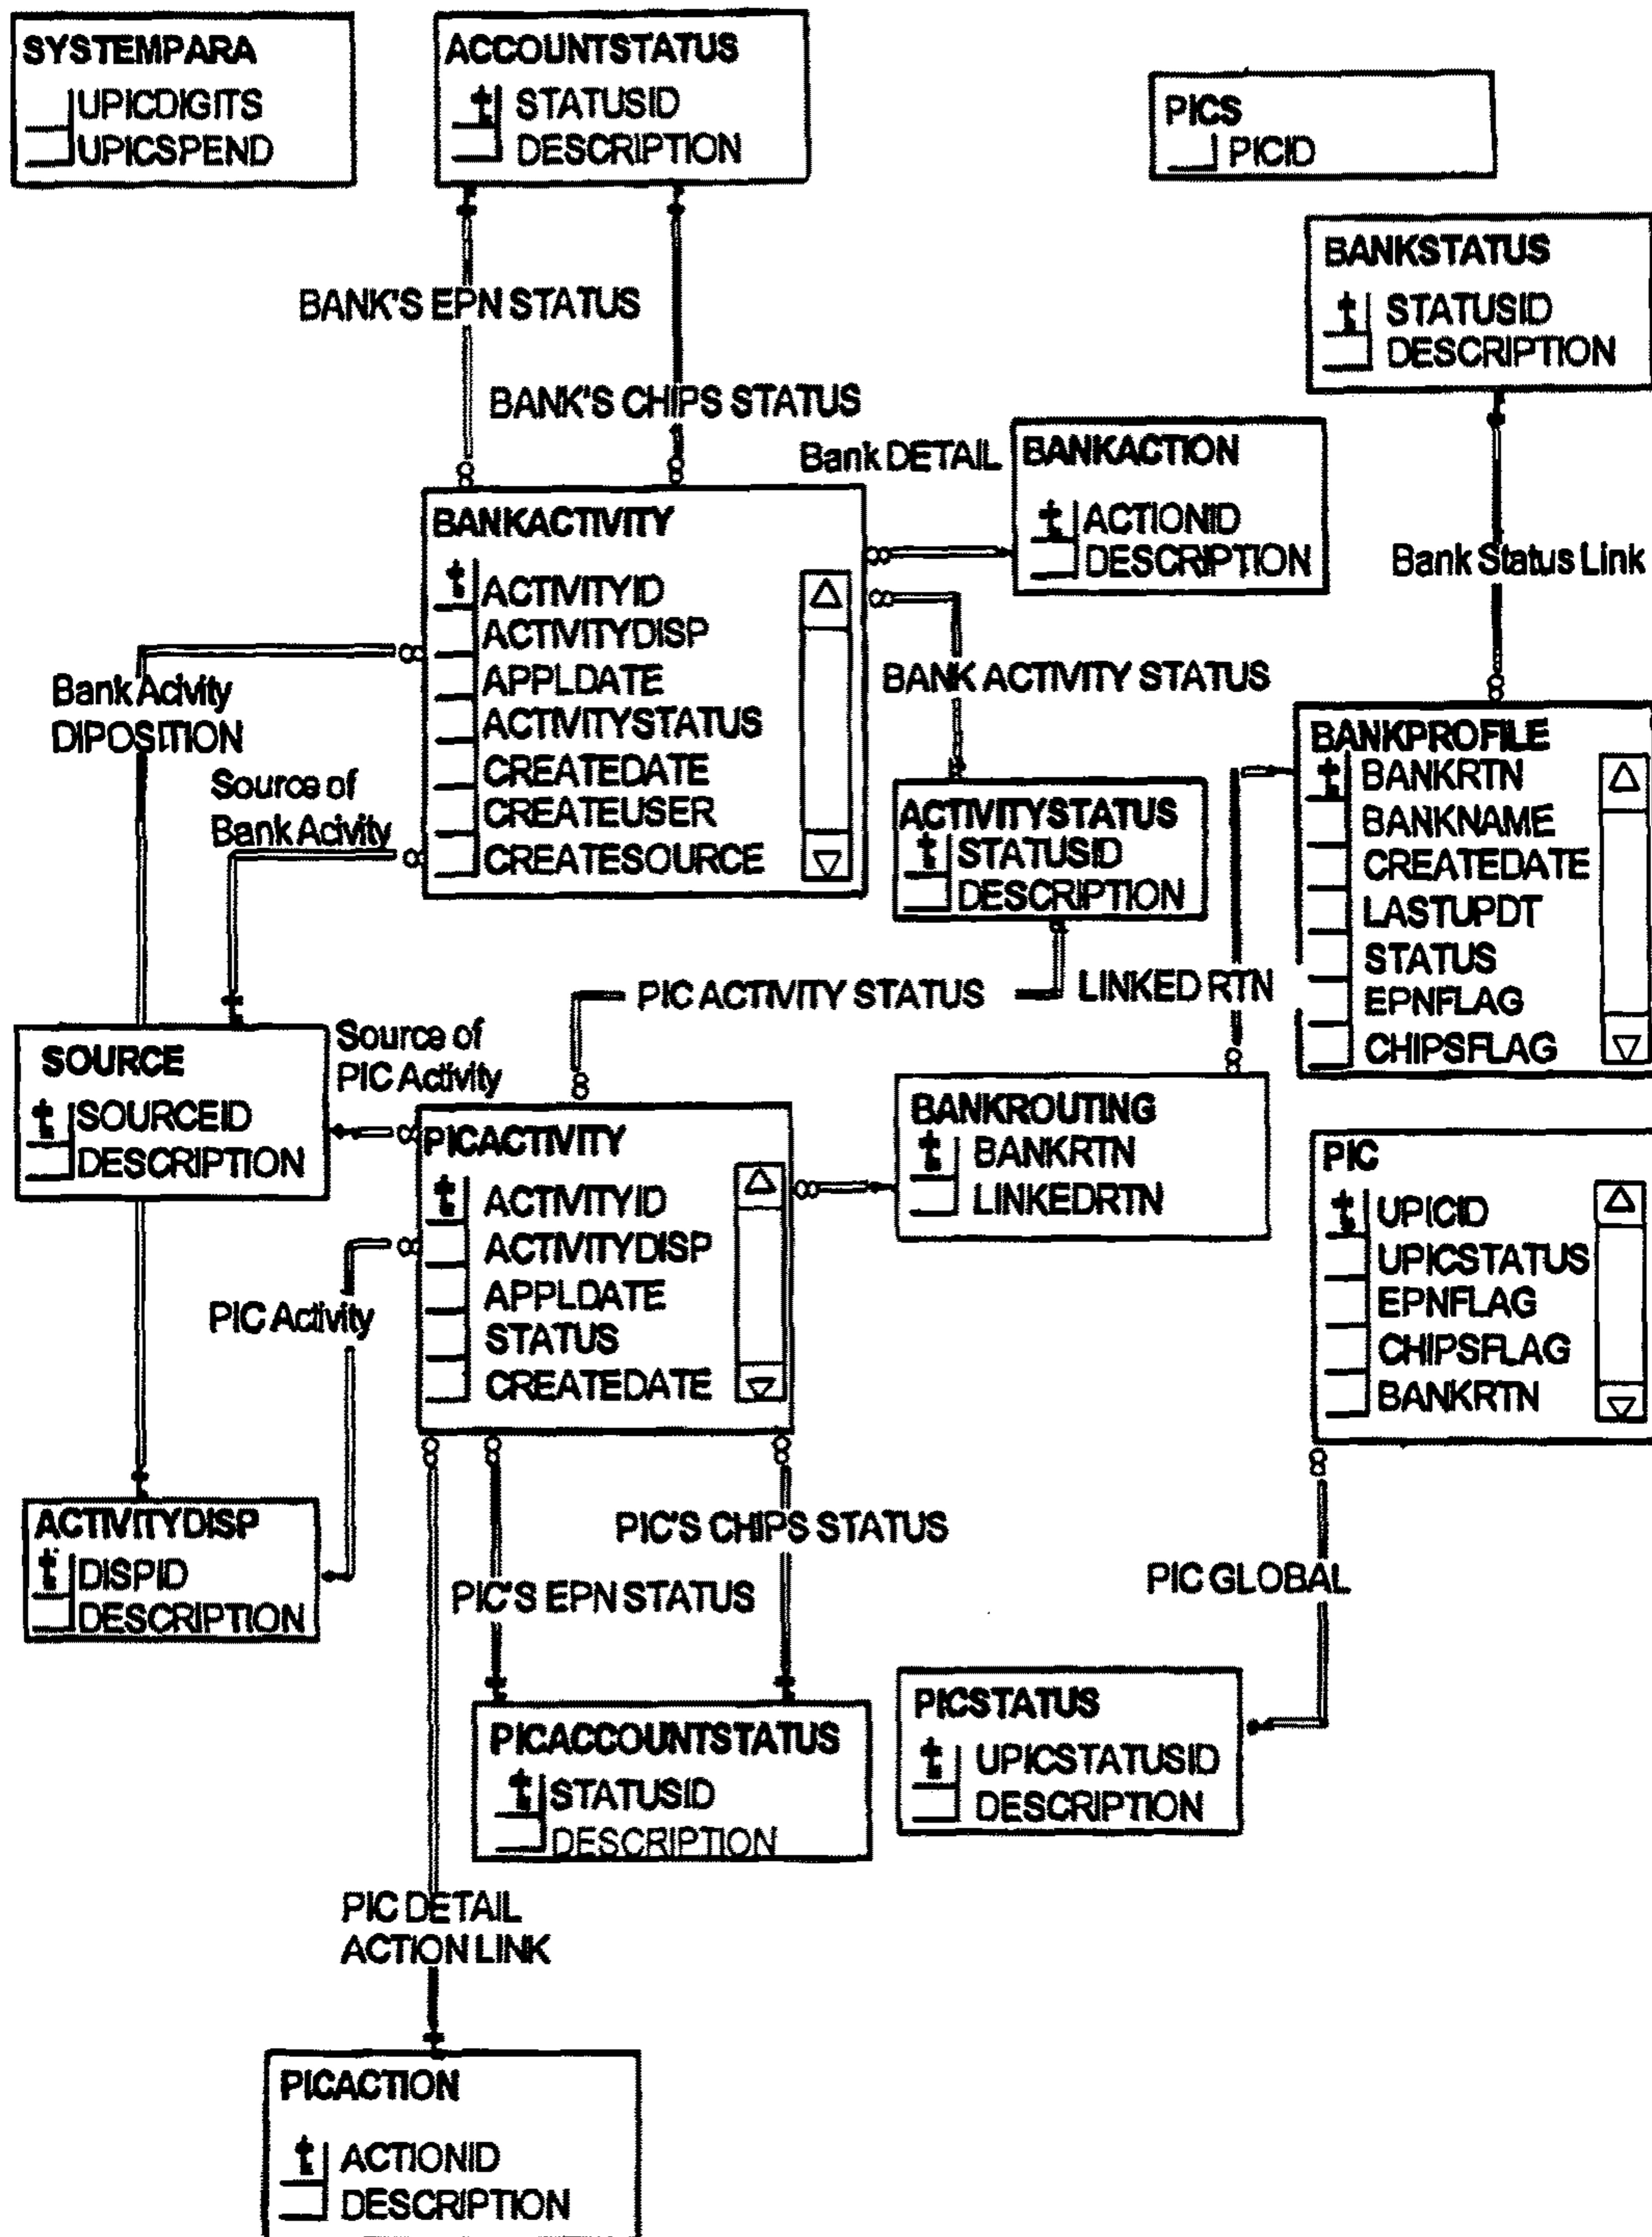 SYSTEMPARA
UPICDIGITS
UPICSPEND
ACCOUNTSTATUS
STATUSID
DESCRIPTION
PICS
PICID
BANKSTATUS
STATUSID
DESCRIPTION
BANK'S EPN STATUS
BANK'S CHIPS STATUS
Bank DETAIL
BANKACTION
ACTIONID
DESCRIPTION
Bank Status Link
BANKACTIVITY
ACTIVITYID
ACTIVITYDISP
APPLDATE
ACTIVITYSTATUS
CREATEDATE
CREATEUSER
CREATESOURCE
BANK ACTIVITY STATUS
Bank Acivity
DIPOSITION
Source of
Bank Acivity
ACTIVITYSTATUS
STATUSID
DESCRIPTION
BANKPROFILE
BANKRTN
BANKNAME
CREATEDATE
LASTUPDT
STATUS
EPNFLAG
CHIPSFLAG
PIC ACTIVITY STATUS
LINKED RTN
SOURCE
SOURCEID
DESCRIPTION
Source of
PIC Activity
PICACTIVITY
ACTIVITYID
ACTIVITYDISP
APPLDATE
STATUS
CREATEDATE
BANKROUTING
BANKRTN
LINKEDRTN
PIC
UPICID
UPICSTATUS
EPNFLAG
CHIPSFLAG
BANKRTN
PIC Activity
ACTIVITYDISP
DISPID
DESCRIPTION
PIC'S CHIPS STATUS
PIC'S EPN STATUS
PIC GLOBAL
PICACCOUNTSTATUS
STATUSID
DESCRIPTION
PICSTATUS
UPICSTATUSID
DESCRIPTION
PIC DETAIL
ACTION LINK
PICACTION
ACTIONID
DESCRIPTION